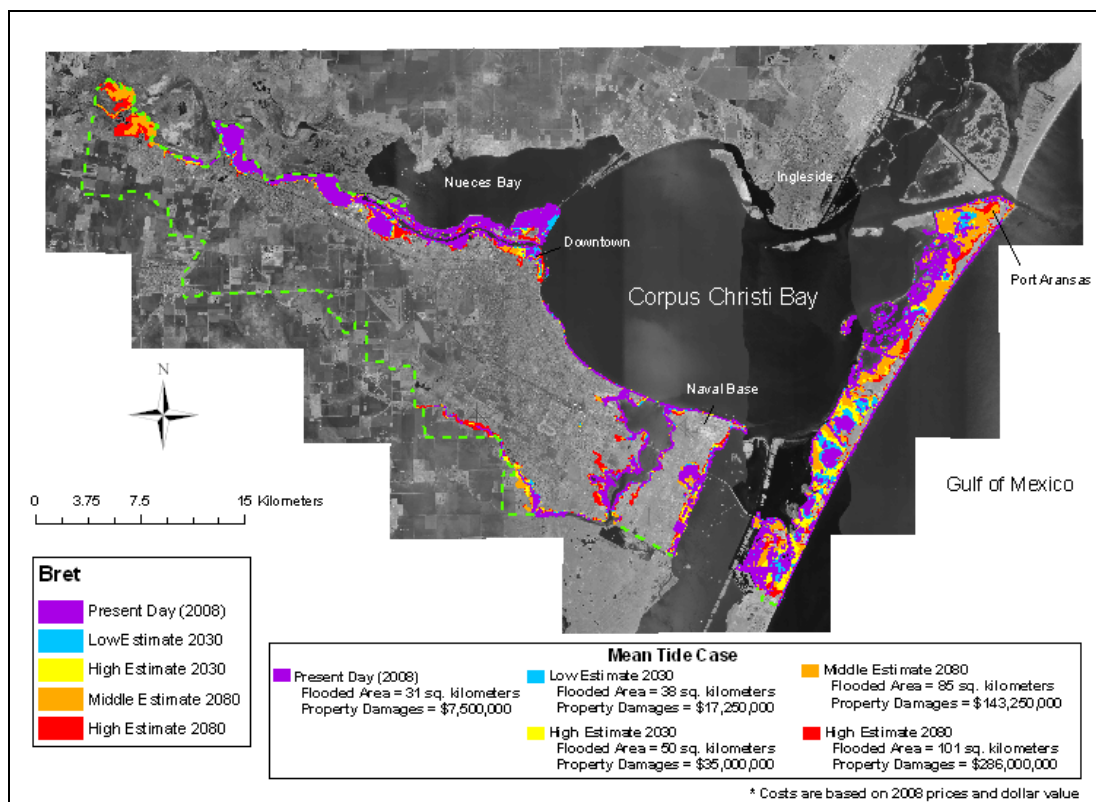 Nueces Bay
Ingleside
Downtown
Port Aransas
Corpus Christi Bay
N
Naval Base
Gulf of Mexico
0 3.75 7.5 15 Kilometers
Bret
Present Day (2008)
Low Estimate 2030
High Estimate 2030
Middle Estimate 2080
High Estimate 2080
Mean Tide Case
Present Day (2008)
Flooded Area = 31 sq. kilometers
Property Damages = $7,500,000
Low Estimate 2030
Flooded Area = 38 sq. kilometers
Property Damages = $17,250,000
High Estimate 2030
Flooded Area = 50 sq. kilometers
Property Damages = $35,000,000
Middle Estimate 2080
Flooded Area = 85 sq. kilometers
Property Damages = $143,250,000
High Estimate 2080
Flooded Area = 101 sq. kilometers
Property Damages = $286,000,000
* Costs are based on 2008 prices and dollar value